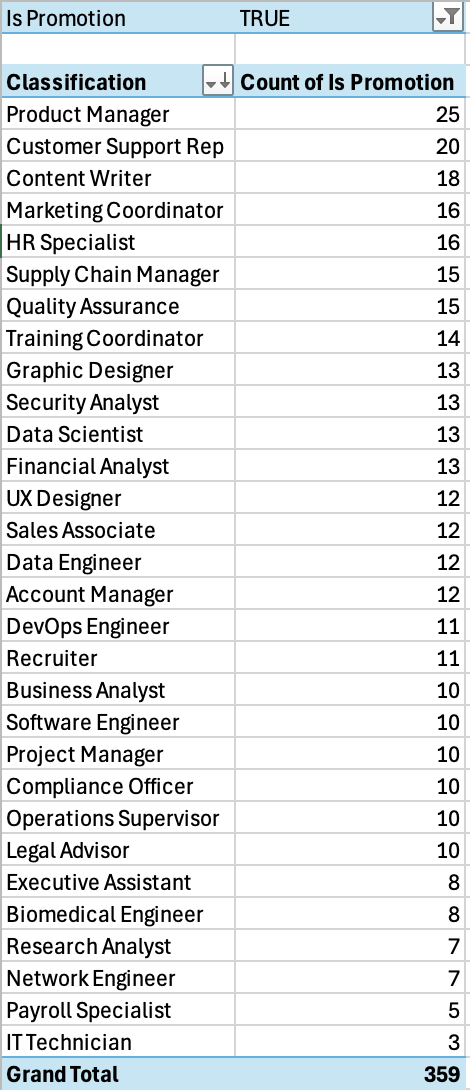 Is Promotion TRUE
Classification Count of Is Promotion
Product Manager 25
Customer Support Rep 20
Content Writer 18
Marketing Coordinator 16
HR Specialist 16
Supply Chain Manager 15
Quality Assurance 15
Training Coordinator 14
Graphic Designer 13
Security Analyst 13
Data Scientist 13
Financial Analyst 13
UX Designer 12
Sales Associate 12
Data Engineer 12
Account Manager 12
DevOps Engineer 11
Recruiter 11
Business Analyst 10
Software Engineer 10
Project Manager 10
Compliance Officer 10
Operations Supervisor 10
Legal Advisor 10
Executive Assistant 8
Biomedical Engineer 8
Research Analyst 7
Network Engineer 7
Payroll Specialist 5
IT Technician 3
Grand Total 359